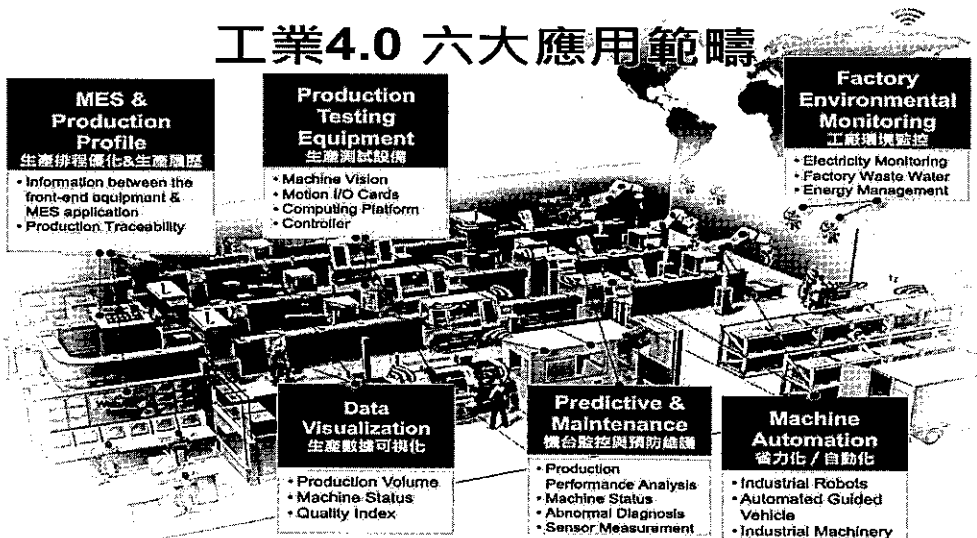 工業4.0 六大應用範疇
MES &
Production
Profile
生產排程優化&生產履歷
• Information between the
front-end equipment &
MES application
• Production Traceability
Production
Testing
Equipment
生產測試設備
• Machine Vision
• Motion I/O Cards
• Computing Platform
• Controller
Factory
Environmental
Monitoring
工廠環境監控
• Electricity Monitoring
• Factory Waste Water
• Energy Management
Data
Visualization
生產數據可視化
• Production Volume
• Machine Status
• Quality Index
Predictive &
Maintenance
機台監控與預防維護
• Production
Performance Analysis
• Machine Status
• Abnormal Diagnosis
• Sensor Measurement
Machine
Automation
省力化 / 自動化
• Industrial Robots
• Automated Guided
Vehicle
• Industrial Machinery